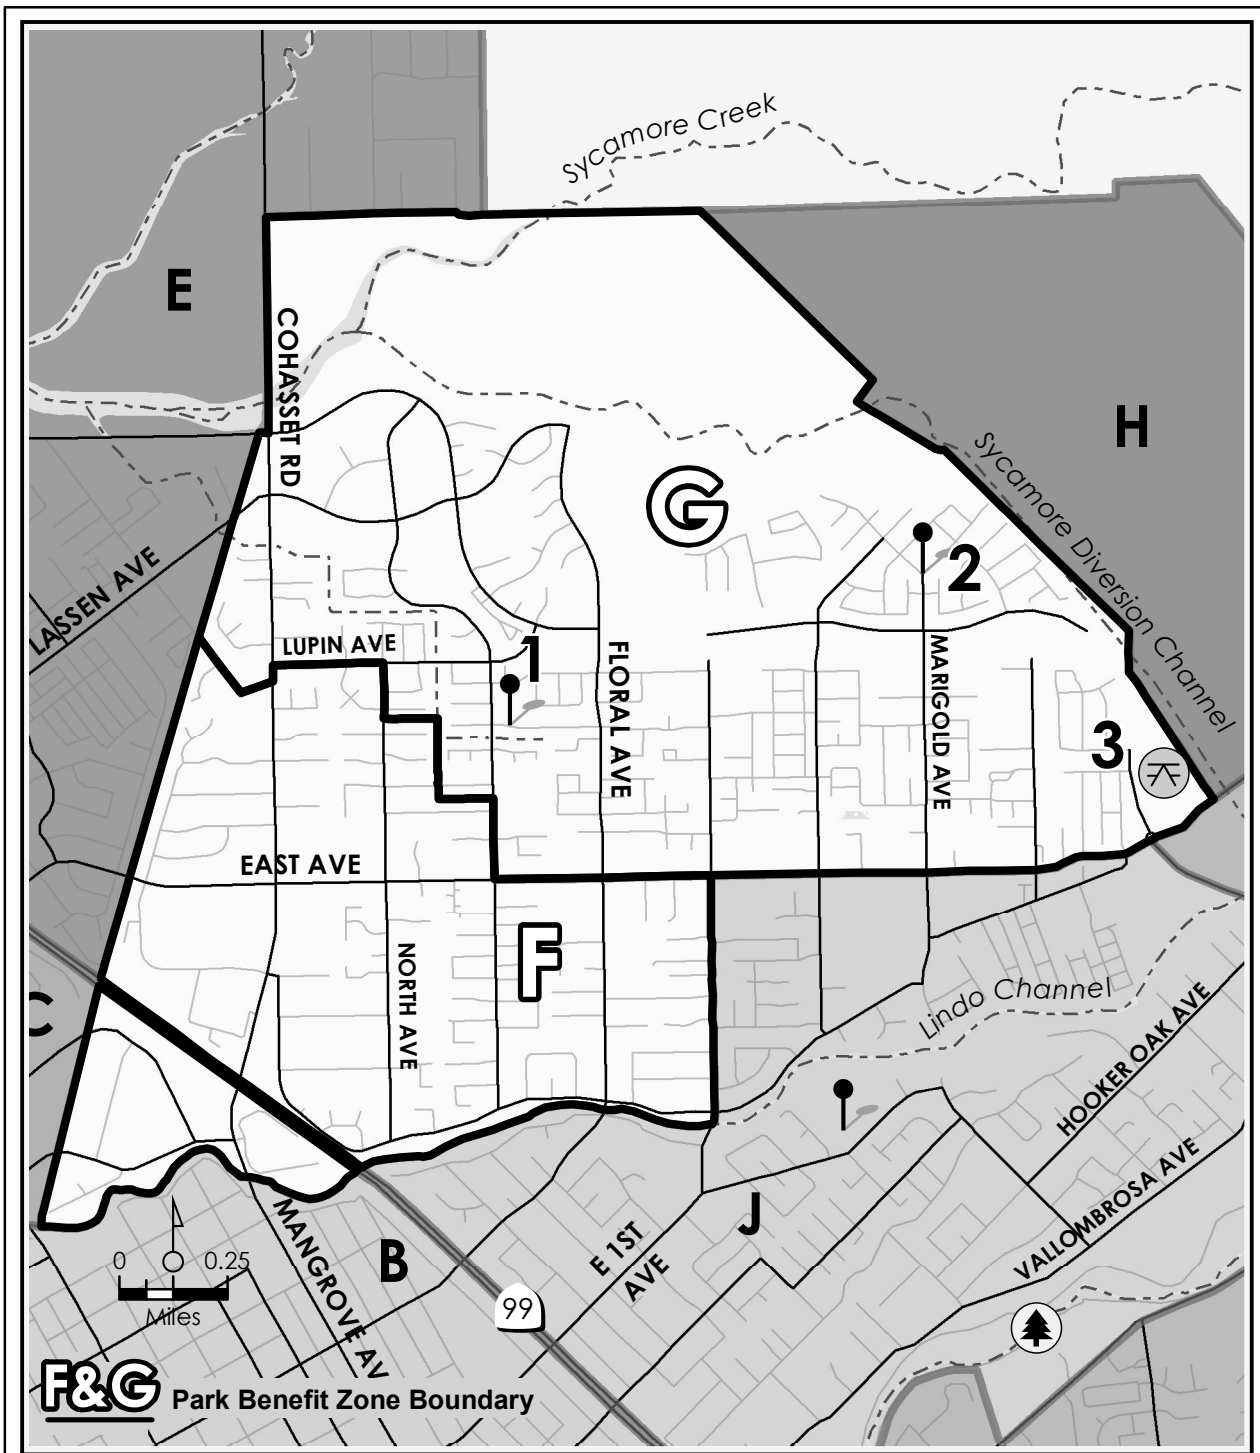 Sycamore Creek
E
COHASSET RD
H
G
Sycamore Diversion Channel
LASSEN AVE
2
LUPIN AVE
1
FLORAL AVE
MARIGOLD AVE
3
EAST AVE
F
NORTH AVE
C
Lindo Channel
HOOKER OAK AVE
VALLOMBROSA AVE
J
E 1ST
AVE
MANGROVE AV
B
0 0.25
Miles
99
F&G Park Benefit Zone Boundary